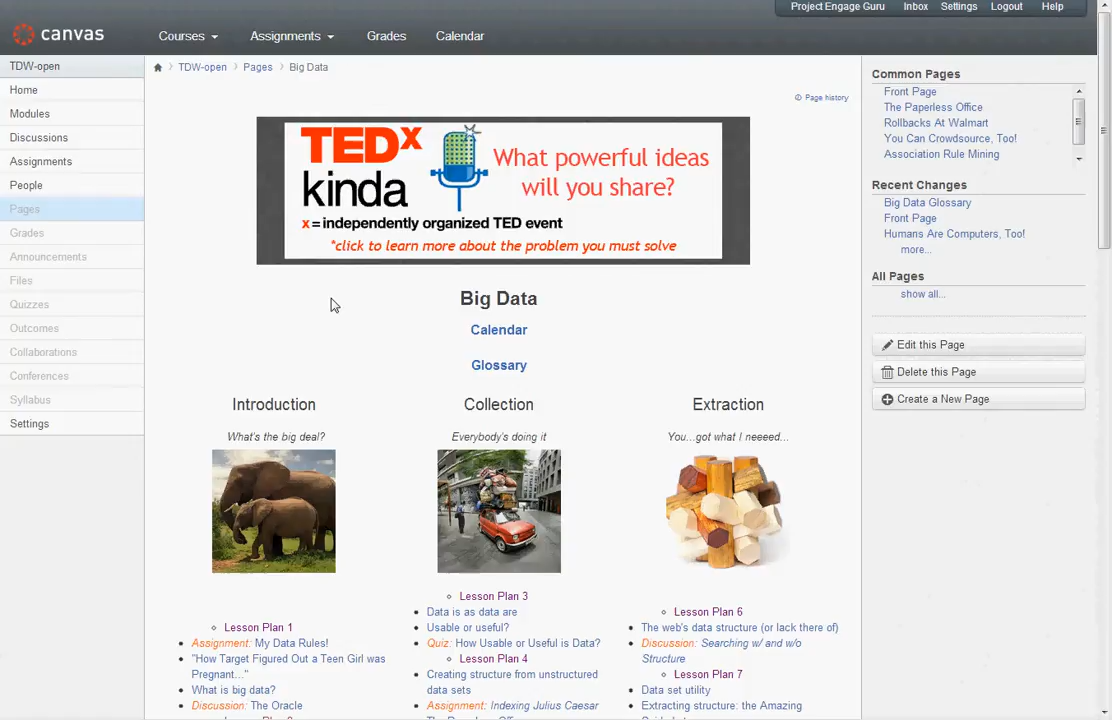 Project Engage Guru Inbox Settings Logout Help
canvas Courses Assignments Grades Calendar
TDW-open
Home
Modules
Discussions
Assignments
People
Pages
Grades
Announcements
Files
Quizzes
Outcomes
Collaborations
Conferences
Syllabus
Settings
TDW-open Pages Big Data
Page history
TEDx
kinda
What powerful ideas
will you share?
x=independently organized TED event
*click to learn more about the problem you must solve
Big Data
Calendar
Glossary
Introduction
What's the big deal?
Lesson Plan 1
Assignment: My Data Rules!
"How Target Figured Out a Teen Girl was
Pregnant..."
What is big data?
Discussion: The Oracle
Collection
Everybody's doing it
Lesson Plan 3
Data is as data are
Usable or useful?
Quiz: How Usable or Useful is Data?
Lesson Plan 4
Creating structure from unstructured
data sets
Assignment: Indexing Julius Caesar
Extraction
You...got what I neeeed...
Lesson Plan 6
The web's data structure (or lack there of)
Discussion: Searching w/ and w/o
Structure
Lesson Plan 7
Data set utility
Extracting structure: the Amazing
Common Pages
Front Page
The Paperless Office
Rollbacks At Walmart
You Can Crowdsource, Too!
Association Rule Mining
Recent Changes
Big Data Glossary
Front Page
Humans Are Computers, Too!
more...
All Pages
show all...
Edit this Page
Delete this Page
Create a New Page